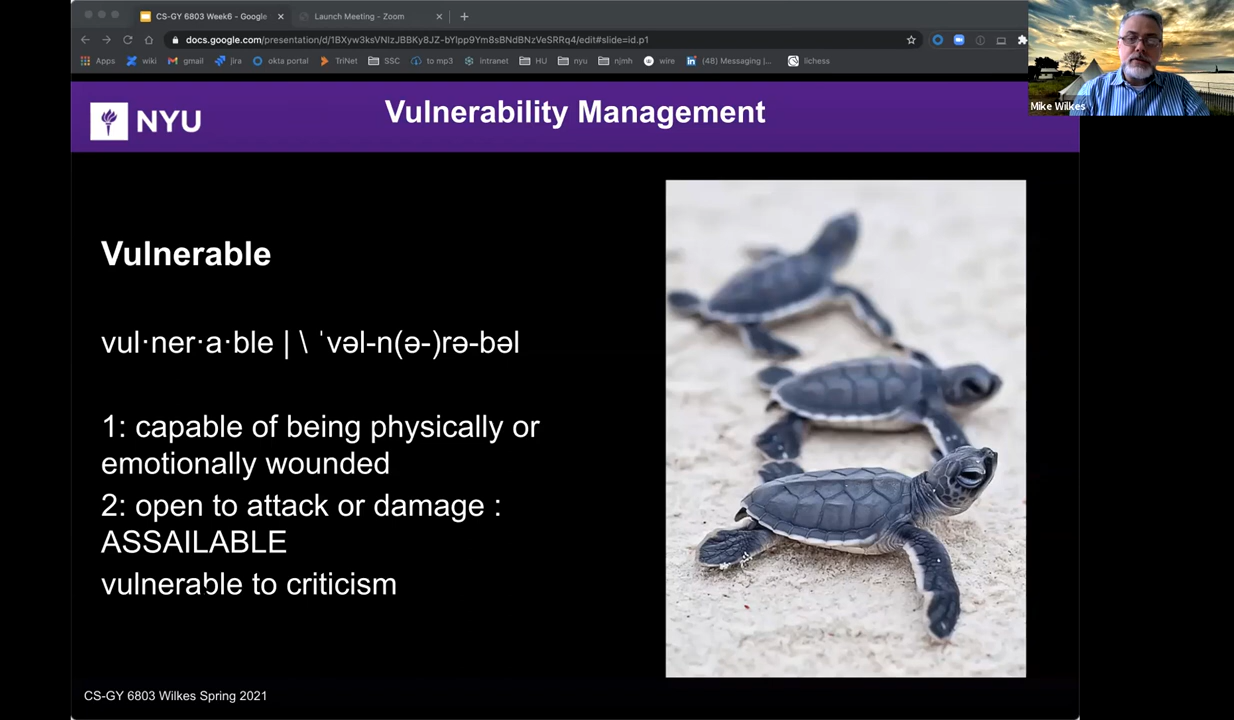 CS-GY 6803 Week6 - Google
Launch Meeting - Zoom
docs.google.com/presentation/d/1BXyw3ksVNIzJBBKy8JZ-bYlpp9Ym8sBNdBNzVeSRRq4/edit#slide=id.p1
Apps wiki gmail jira okta portal TriNet SSC to mp3 intranet HU nyu njmh wire (48) Messaging |... lichess
Mike Wilkes
NYU
Vulnerability Management
Vulnerable
vul·ner·a·ble | \ ˈvəl-n(ə-)rə-bəl
1: capable of being physically or
emotionally wounded
2: open to attack or damage :
ASSAILABLE
vulnerable to criticism
CS-GY 6803 Wilkes Spring 2021